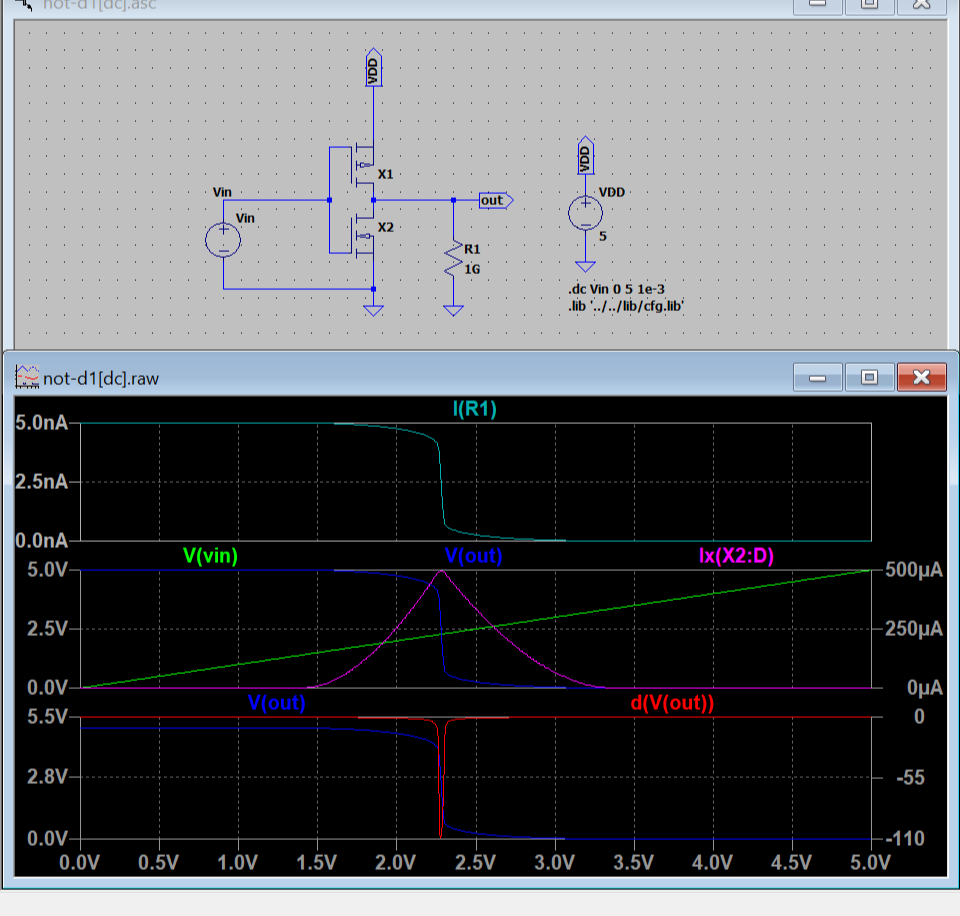 not-d1[dc].asc
VDD
X1
VDD
Vin
out
VDD
Vin
X2
5
R1
1G
.dc Vin 0 5 1e-3
.lib '../../lib/cfg.lib'
not-d1[dc].raw
I(R1)
5.0nA
2.5nA
0.0nA
V(vin) V(out) Ix(X2:D)
5.0V 500µA
2.5V 250µA
0.0V 0µA
V(out) d(V(out))
5.5V 0
2.8V -55
0.0V -110
0.0V 0.5V 1.0V 1.5V 2.0V 2.5V 3.0V 3.5V 4.0V 4.5V 5.0V